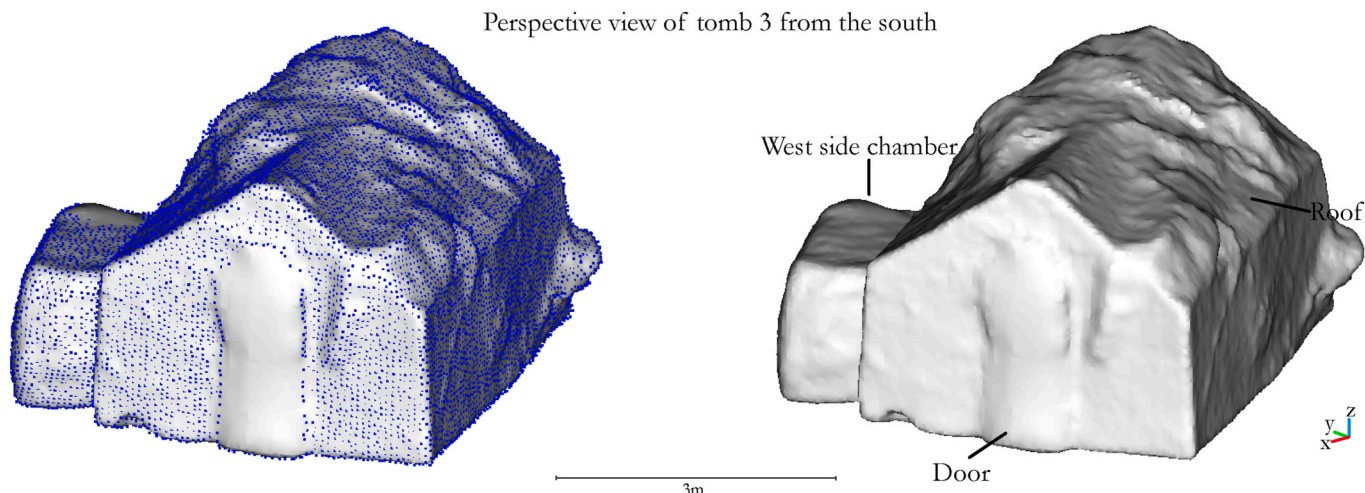 Perspective view of tomb 3 from the south
West side chamber
Roof
Door
3m
z
y
x